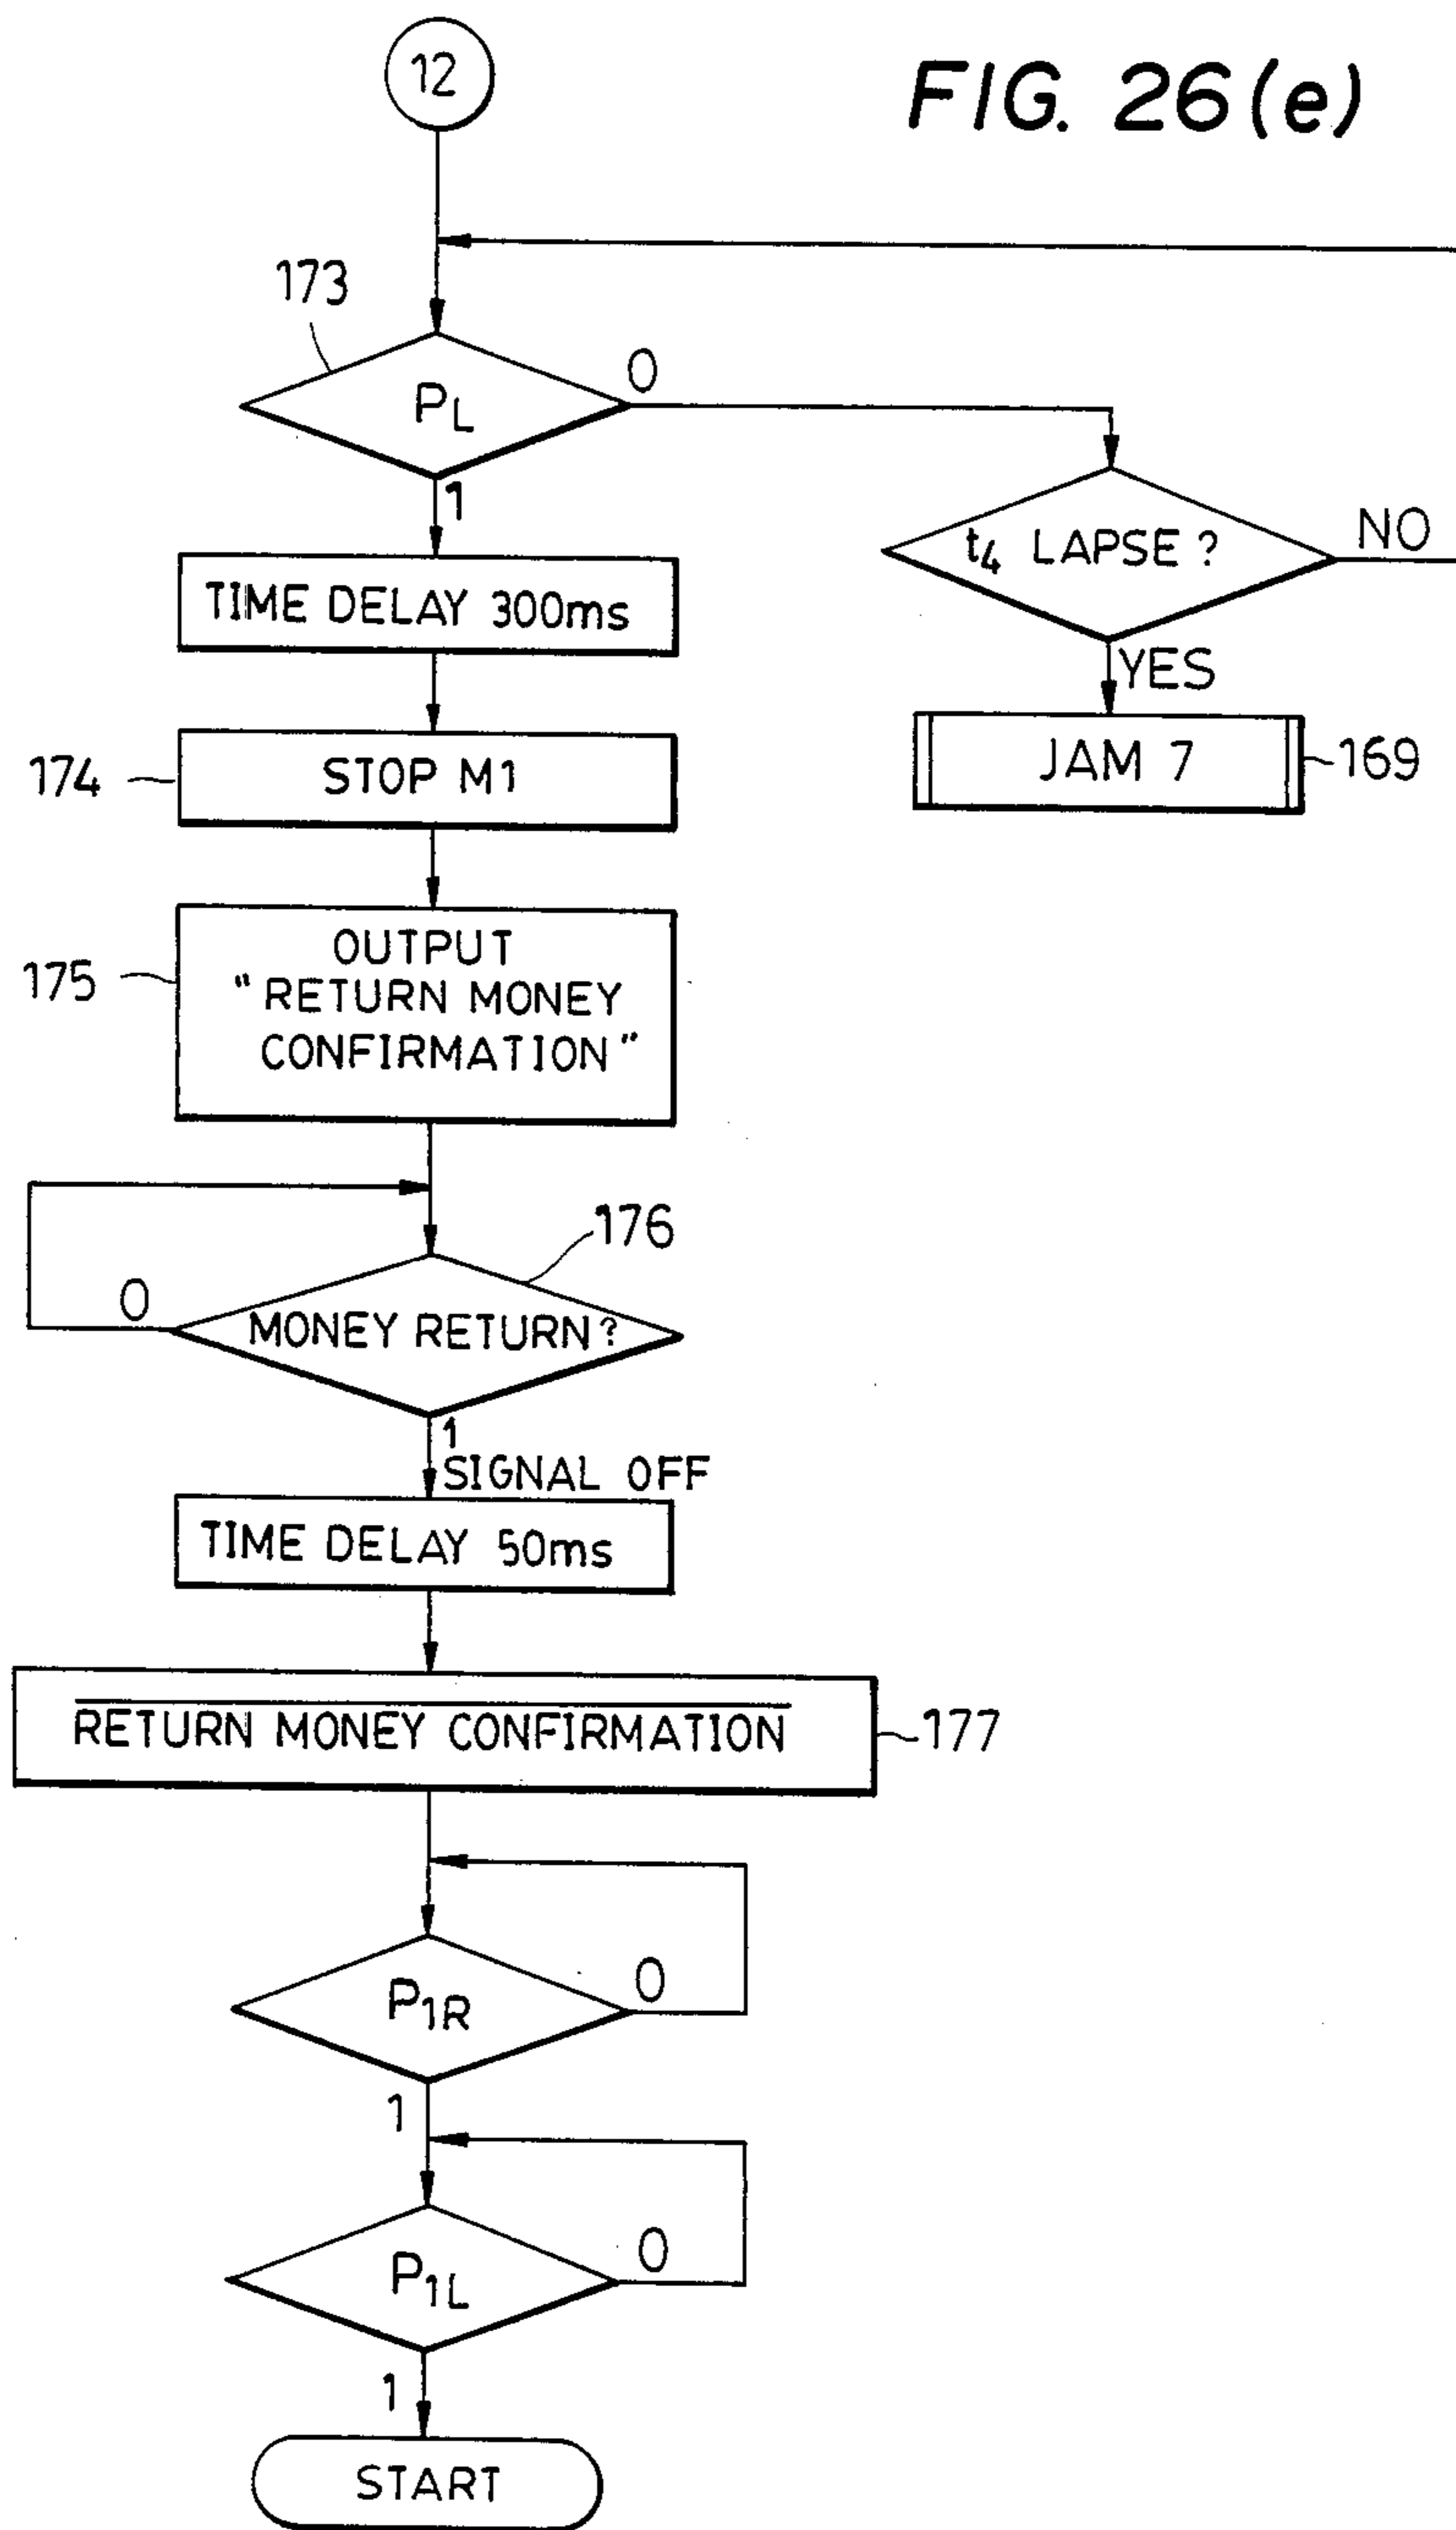 12
FIG. 26(e)
173
PL
0
1
t4 LAPSE ?
NO
YES
TIME DELAY 300ms
174
STOP M1
JAM 7
169
175
OUTPUT
" RETURN MONEY
CONFIRMATION "
176
0
MONEY RETURN?
1
SIGNAL OFF
TIME DELAY 50ms
RETURN MONEY CONFIRMATION
177
P1R
0
1
P1L
0
1
START